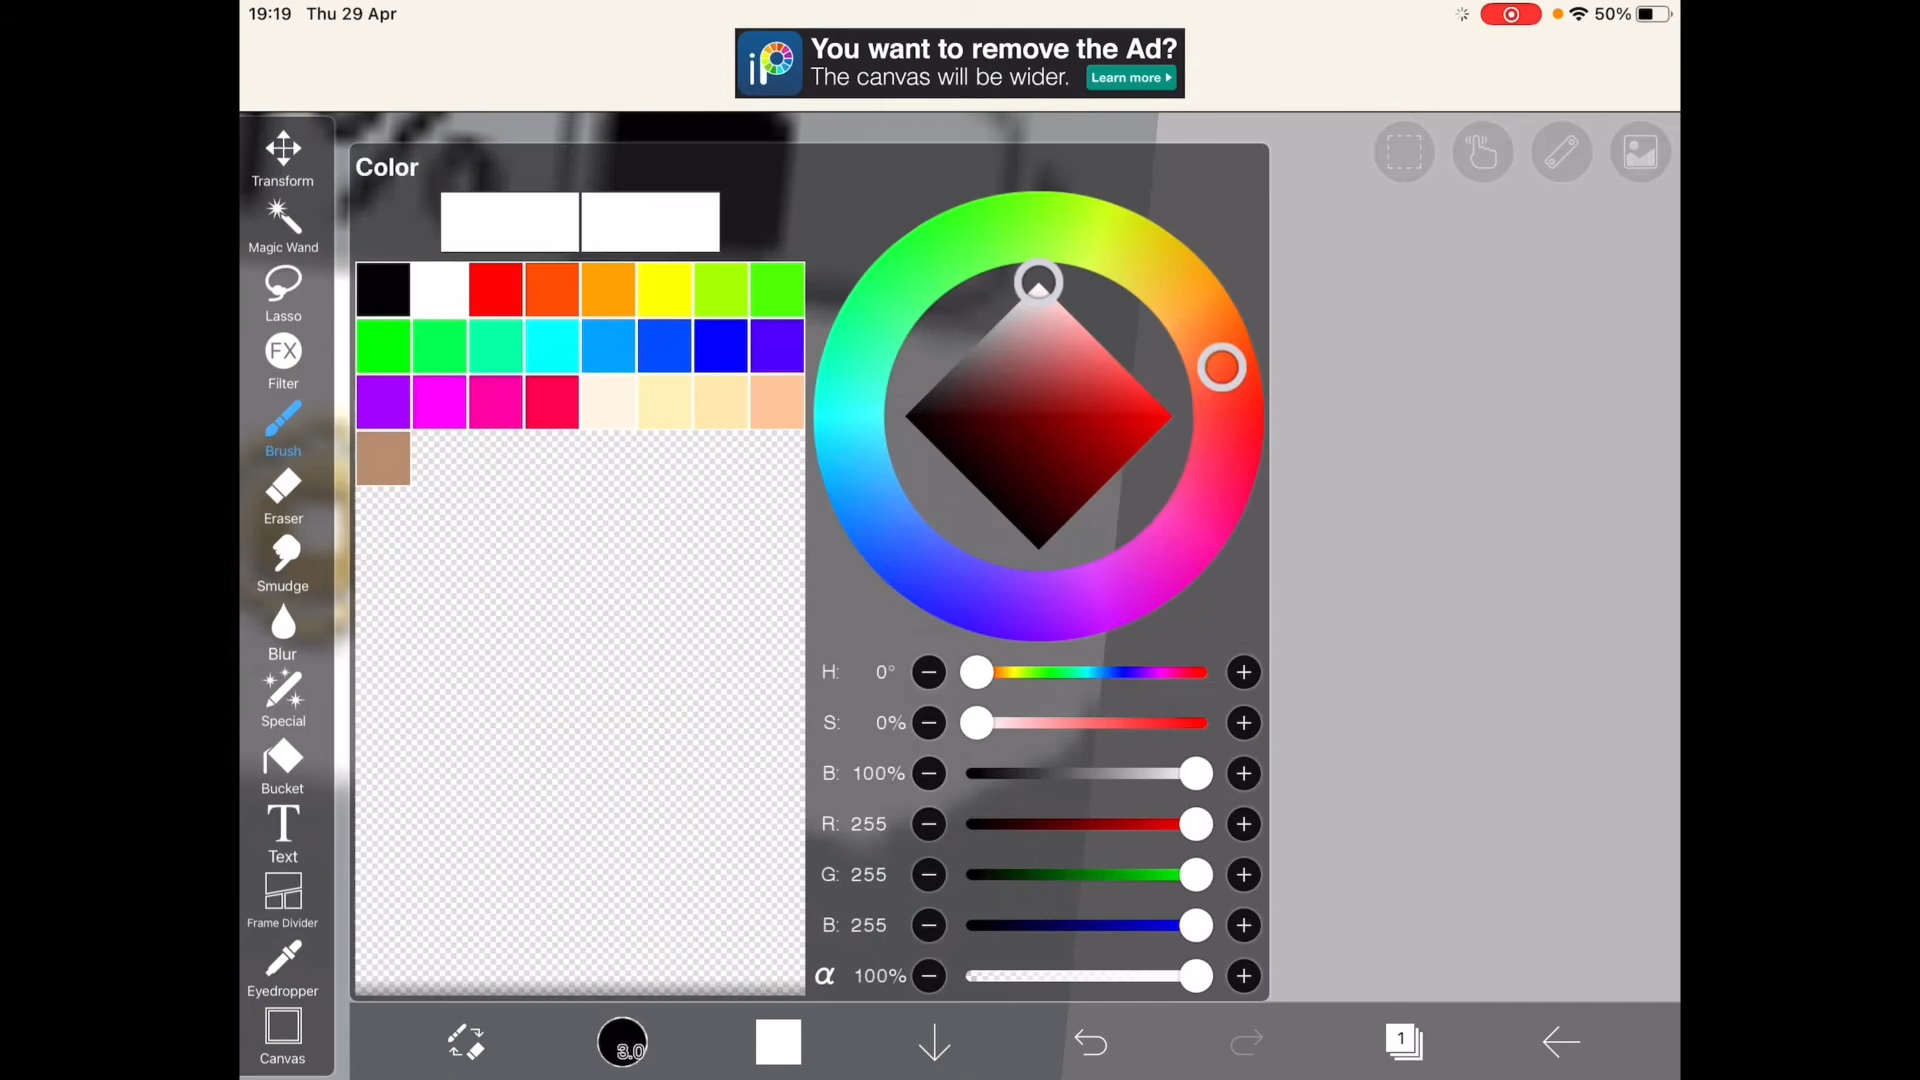 19:19 Thu 29 Apr
50%
iP
You want to remove the Ad?
The canvas will be wider.
Learn more
Transform
Magic Wand
Lasso
FX
Filter
Brush
Eraser
Smudge
Blur
Special
Bucket
T
Text
Frame Divider
Eyedropper
Canvas
Color
H: 0°
S: 0%
B: 100%
R: 255
G: 255
B: 255
α 100%
3.0
1